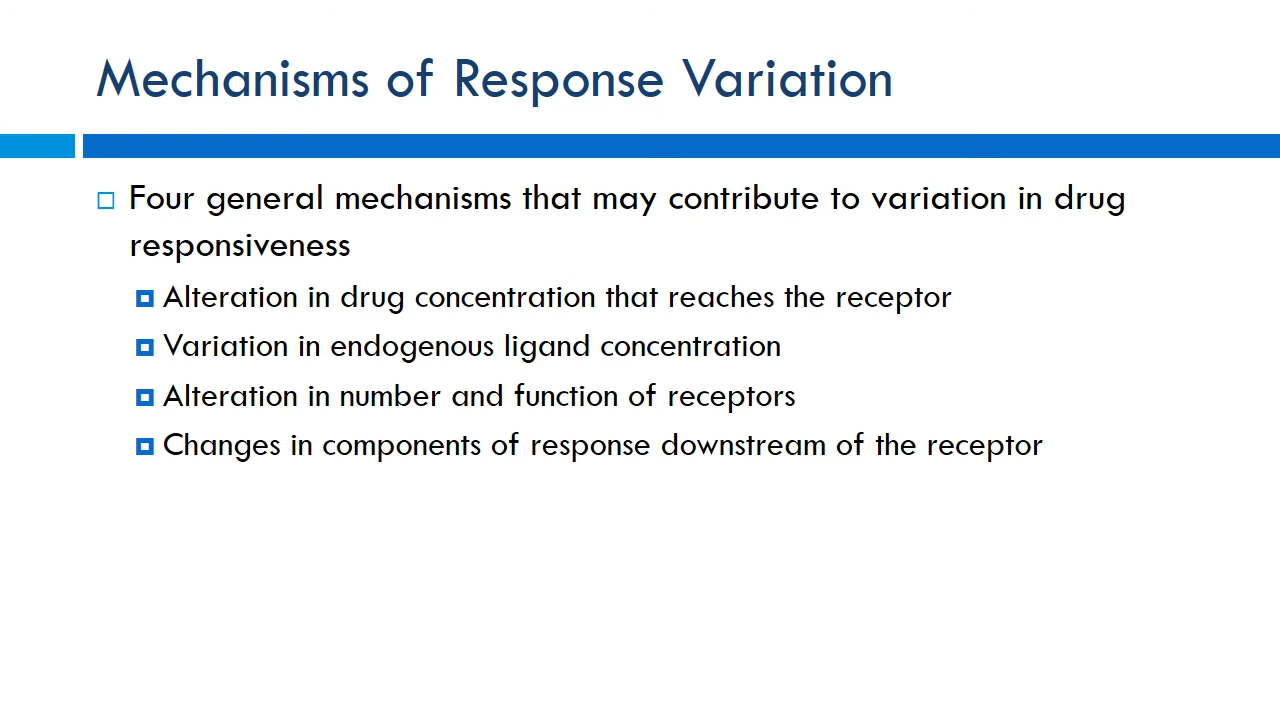 Mechanisms of Response Variation
Four general mechanisms that may contribute to variation in drug
responsiveness
Alteration in drug concentration that reaches the receptor
Variation in endogenous ligand concentration
Alteration in number and function of receptors
Changes in components of response downstream of the receptor